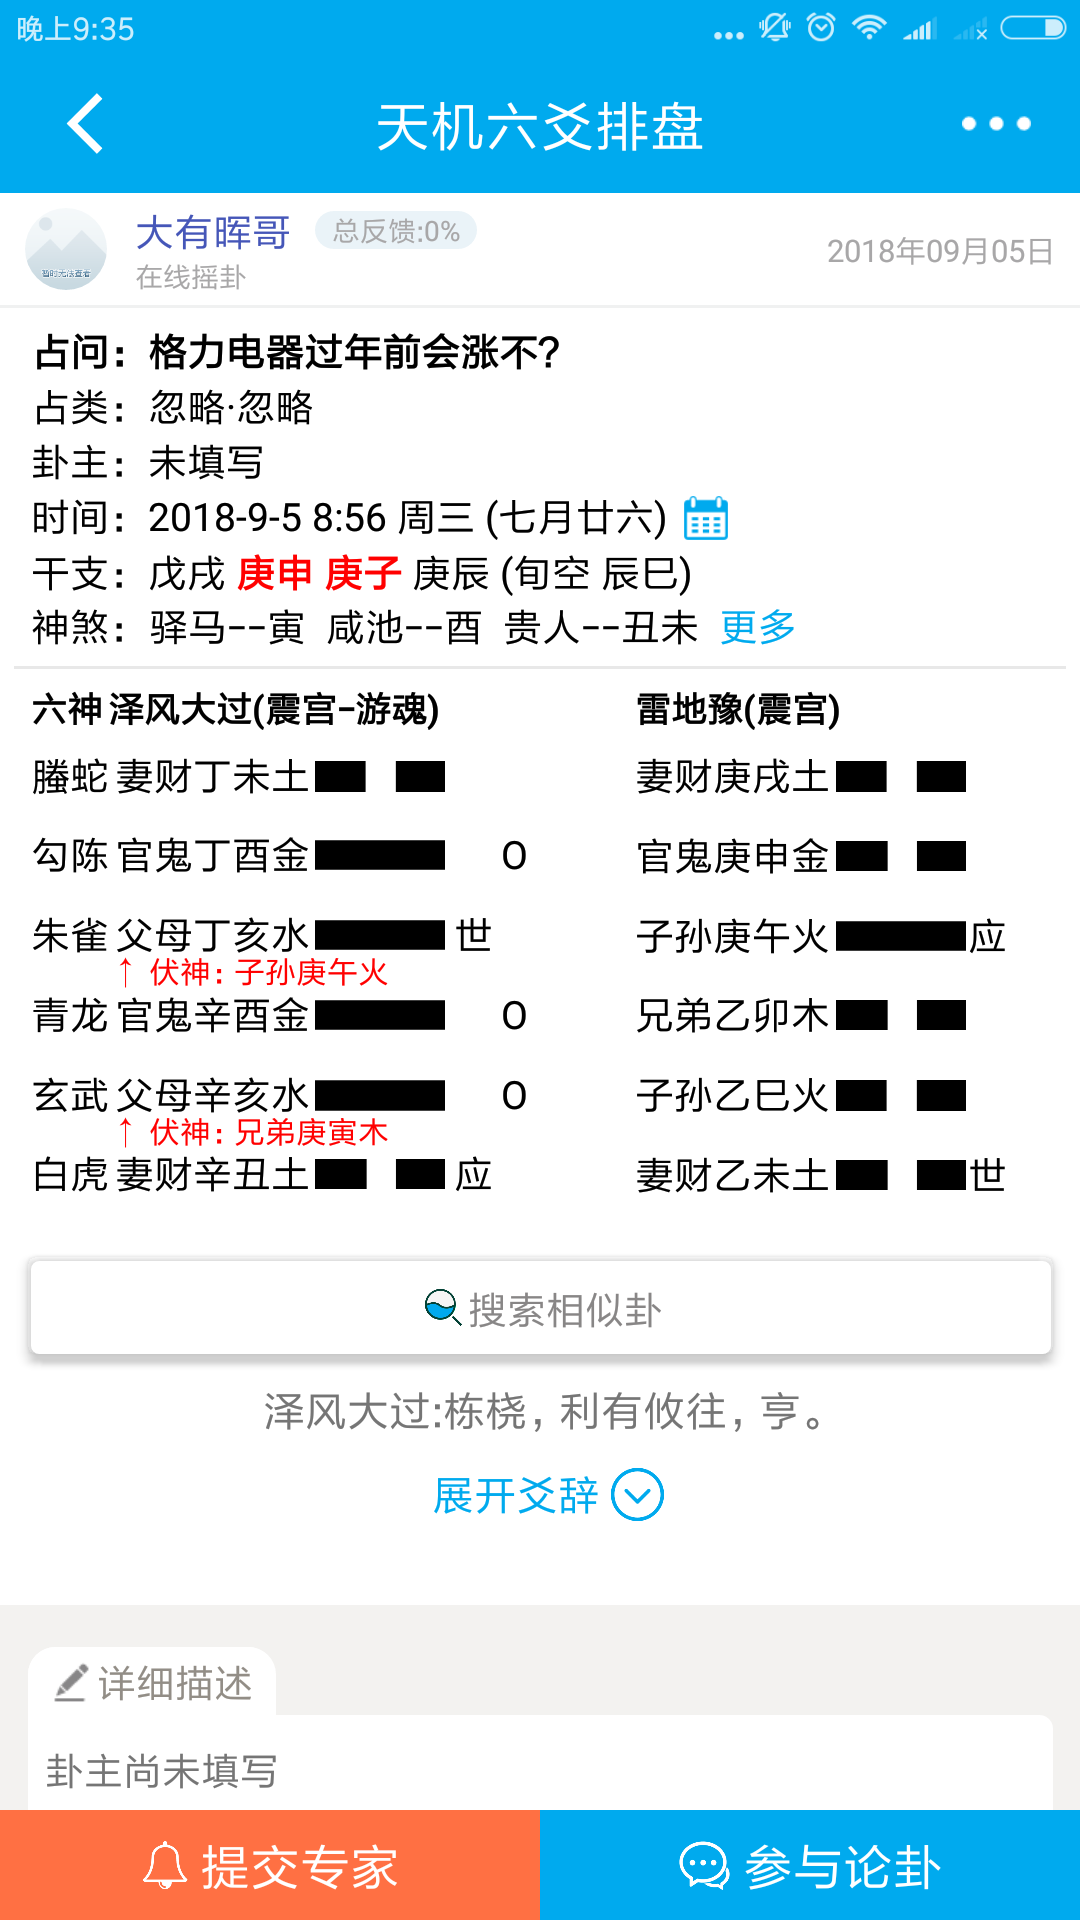 晚上9:35
天机六爻排盘
大有晖哥 总反馈:0%
在线摇卦
2018年09月05日
暂时无法查看
占问：格力电器过年前会涨不?
占类：忽略·忽略
卦主：未填写
时间：2018-9-5 8:56 周三 (七月廿六)
干支：戊戌 庚申 庚子 庚辰 (旬空 辰巳)
神煞：驿马--寅 咸池--酉 贵人--丑未 更多
六神 泽风大过(震宫-游魂) 雷地豫(震宫)
螣蛇 妻财丁未土 妻财庚戌土
勾陈 官鬼丁酉金 O 官鬼庚申金
朱雀 父母丁亥水 世 子孙庚午火 应
↑ 伏神：子孙庚午火
青龙 官鬼辛酉金 O 兄弟乙卯木
玄武 父母辛亥水 O 子孙乙巳火
↑ 伏神：兄弟庚寅木
白虎 妻财辛丑土 应 妻财乙未土 世
搜索相似卦
泽风大过:栋桡，利有攸往，亨。
展开爻辞
详细描述
卦主尚未填写
提交专家 参与论卦